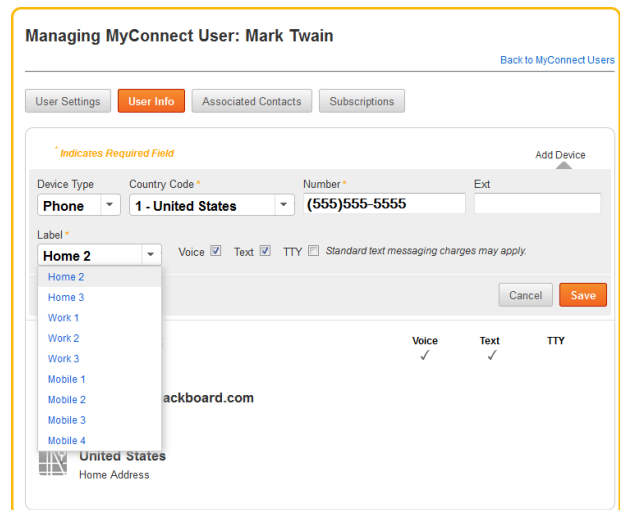 Managing MyConnect User: Mark Twain
Back to MyConnect Users
User Settings User Info Associated Contacts Subscriptions
* Indicates Required Field
Add Device
Device Type Country Code * Number * Ext
Phone 1 - United States (555)555-5555
Label *
Home 2 Voice Text TTY Standard text messaging charges may apply.
Home 2
Home 3
Work 1
Work 2
Work 3
Mobile 1
Mobile 2
Mobile 3
Mobile 4
Cancel Save
Voice Text TTY
ackboard.com
United States
Home Address